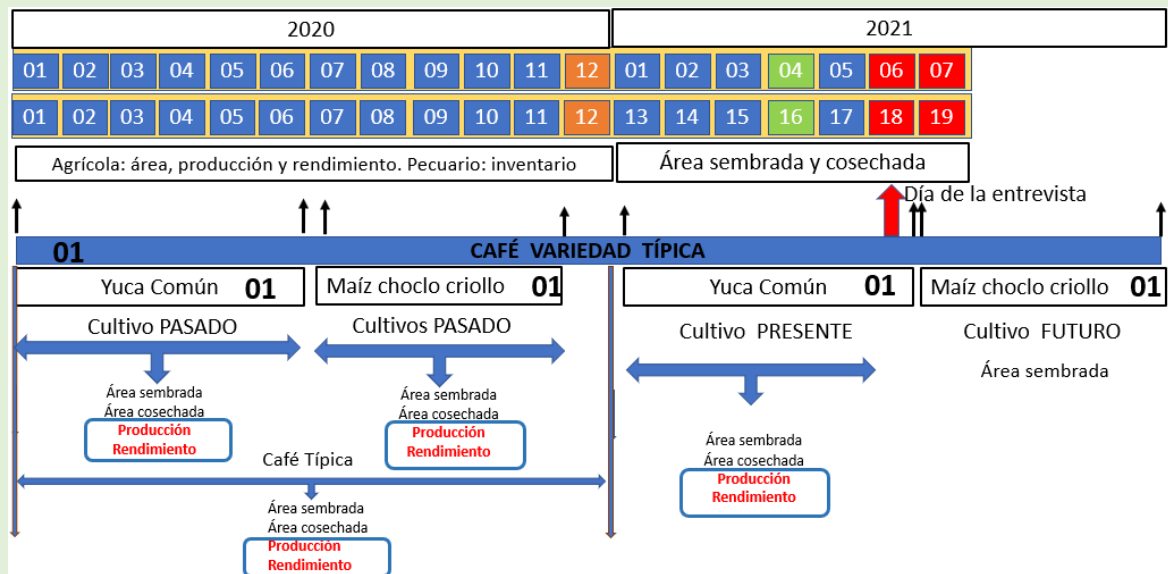 2020 2021
01 02 03 04 05 06 07 08 09 10 11 12 01 02 03 04 05 06 07
01 02 03 04 05 06 07 08 09 10 11 12 13 14 15 16 17 18 19
Agrícola: área, producción y rendimiento. Pecuario: inventario Área sembrada y cosechada
Día de la entrevista
01 CAFÉ VARIEDAD TÍPICA
Yuca Común 01 Maíz choclo criollo 01 Yuca Común 01 Maíz choclo criollo 01
Cultivo PASADO Cultivos PASADO Cultivo PRESENTE Cultivo FUTURO
Área sembrada
Área sembrada
Área cosechada
Producción
Rendimiento
Área sembrada
Área cosechada
Producción
Rendimiento
Área sembrada
Área cosechada
Producción
Rendimiento
Café Típica
Área sembrada
Área cosechada
Producción
Rendimiento